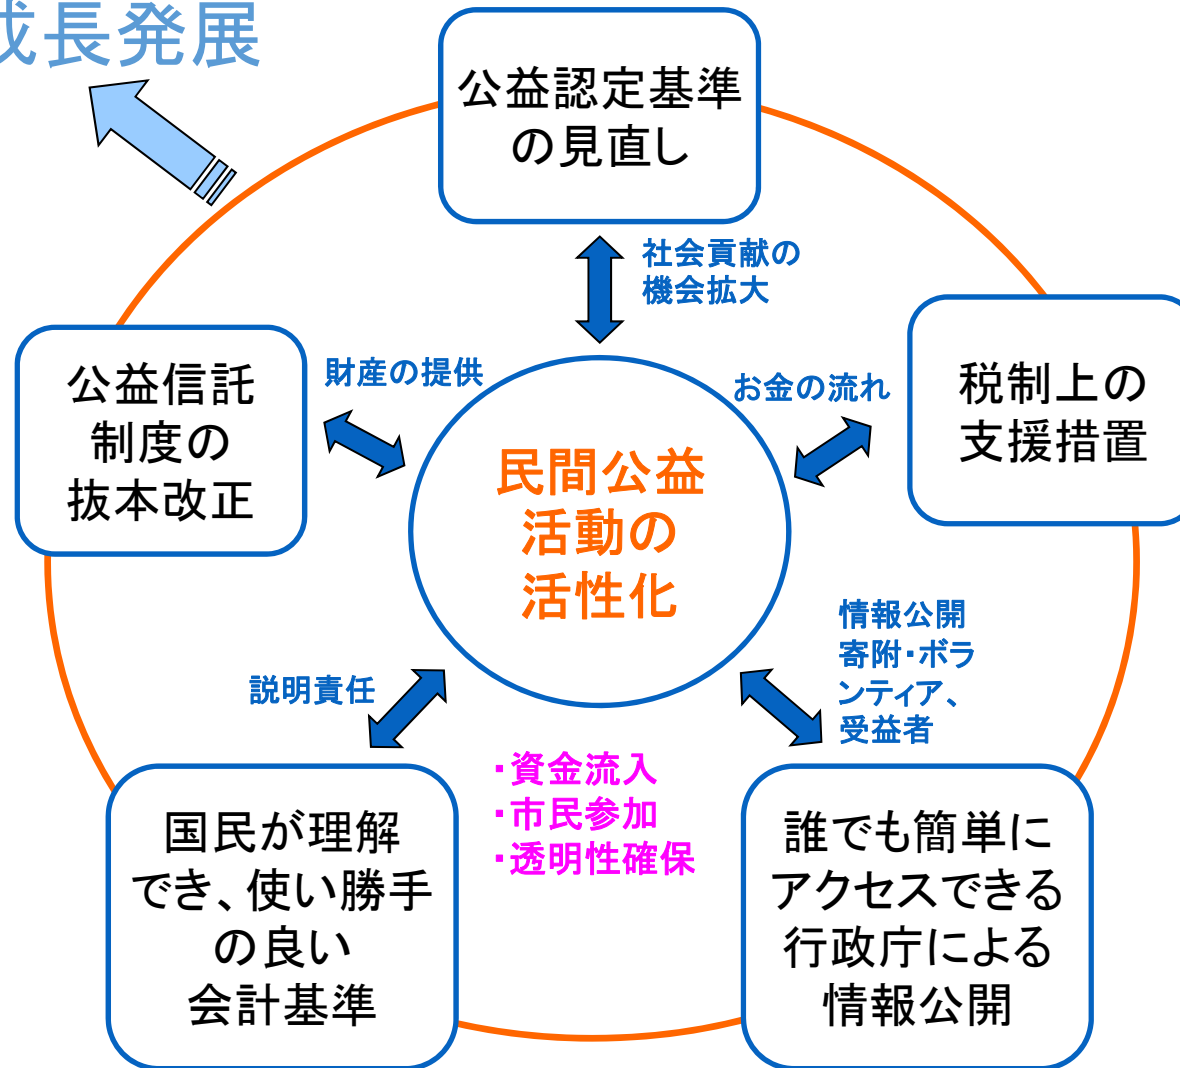 成長発展
公益認定基準
の見直し
社会貢献の
機会拡大
財産の提供
お金の流れ
公益信託
制度の
抜本改正
税制上の
支援措置
民間公益
活動の
活性化
情報公開
寄附・ボラ
ンティア、
受益者
説明責任
・資金流入
・市民参加
・透明性確保
国民が理解
でき、使い勝手
の良い
会計基準
誰でも簡単に
アクセスできる
行政庁による
情報公開